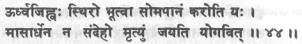 ऊर्ध्वजिह्वः स्थिरो भूत्वा सोमपानं करोति यः ।
मासार्धेन न संदेहो मृत्युं जयति योगवित् ।। ४४ ।।